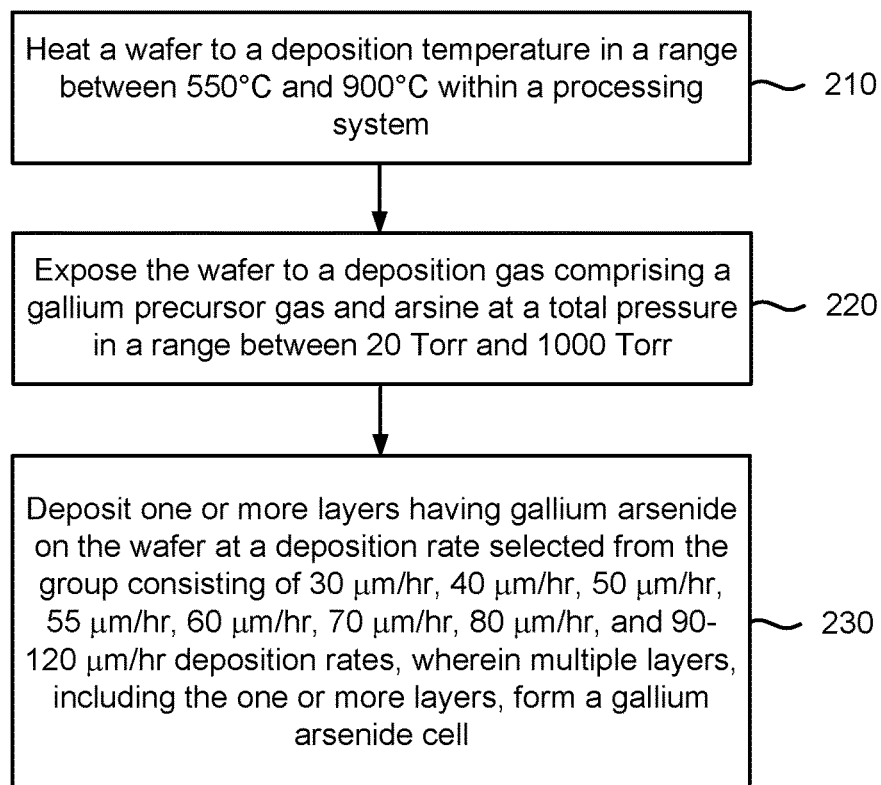 Heat a wafer to a deposition temperature in a range
between 550°C and 900°C within a processing
system
210
Expose the wafer to a deposition gas comprising a
gallium precursor gas and arsine at a total pressure
in a range between 20 Torr and 1000 Torr
220
Deposit one or more layers having gallium arsenide
on the wafer at a deposition rate selected from the
group consisting of 30 μm/hr, 40 μm/hr, 50 μm/hr,
55 μm/hr, 60 μm/hr, 70 μm/hr, 80 μm/hr, and 90-
120 μm/hr deposition rates, wherein multiple layers,
including the one or more layers, form a gallium
arsenide cell
230